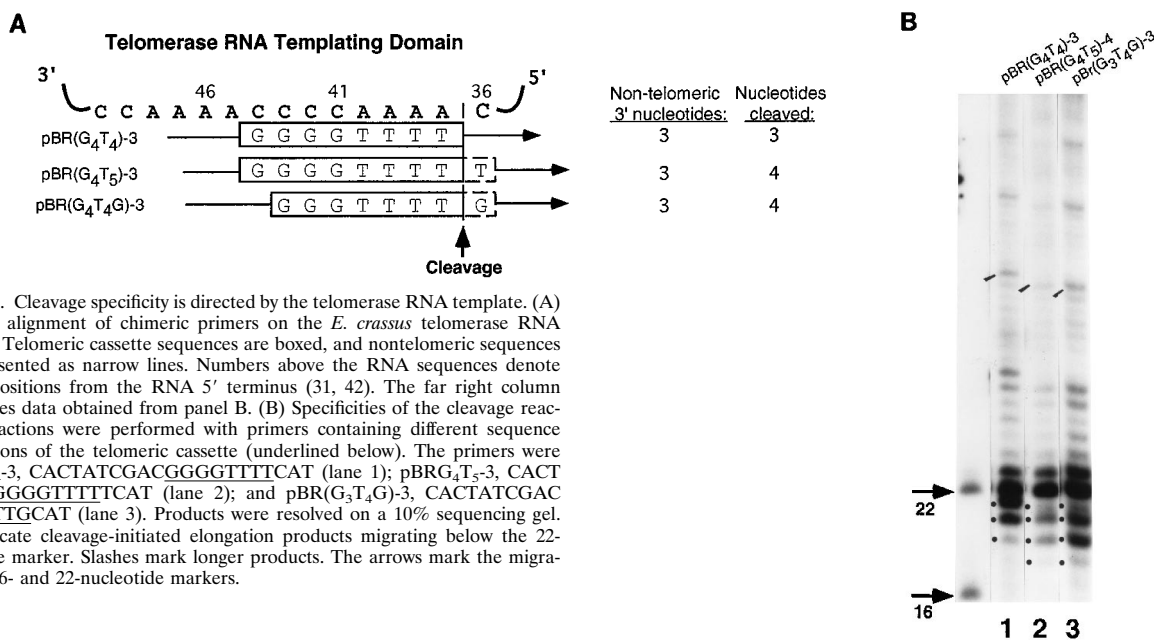 A
Telomerase RNA Templating Domain
3' 5'
46 41 36
C C A A A A C C C C A A A A C
pBR(G4T4)-3 G G G G T T T T
pBR(G4T5)-3 G G G G T T T T T
pBR(G4T4G)-3 G G G T T T T G
Cleavage
Non-telomeric 3' nucleotides: Nucleotides cleaved:
3 3
3 4
3 4
. Cleavage specificity is directed by the telomerase RNA template. (A)
alignment of chimeric primers on the E. crassus telomerase RNA
Telomeric cassette sequences are boxed, and nontelomeric sequences
sented as narrow lines. Numbers above the RNA sequences denote
ositions from the RNA 5' terminus (31, 42). The far right column
es data obtained from panel B. (B) Specificities of the cleavage reac-
actions were performed with primers containing different sequence
ons of the telomeric cassette (underlined below). The primers were
-3, CACTATCGACGGGGTTTTCAT (lane 1); pBRG4T5-3, CACT
GGGGTTTTTCAT (lane 2); and pBR(G3T4G)-3, CACTATCGAC
TTGCAT (lane 3). Products were resolved on a 10% sequencing gel.
cate cleavage-initiated elongation products migrating below the 22-
e marker. Slashes mark longer products. The arrows mark the migra-
6- and 22-nucleotide markers.
B
pBR(G4T4)-3
pBR(G4T5)-4
pBr(G3T4G)-3
22
16
1 2 3